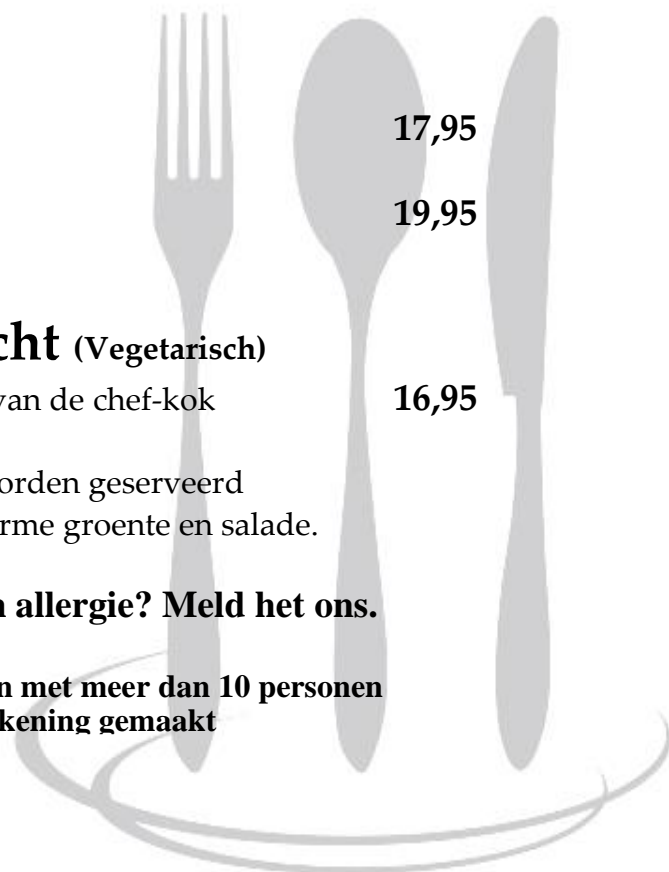 17,95
19,95
cht (Vegetarisch)
van de chef-kok 16,95
orden geserveerd
rme groente en salade.
n allergie? Meld het ons.
n met meer dan 10 personen
kening gemaakt